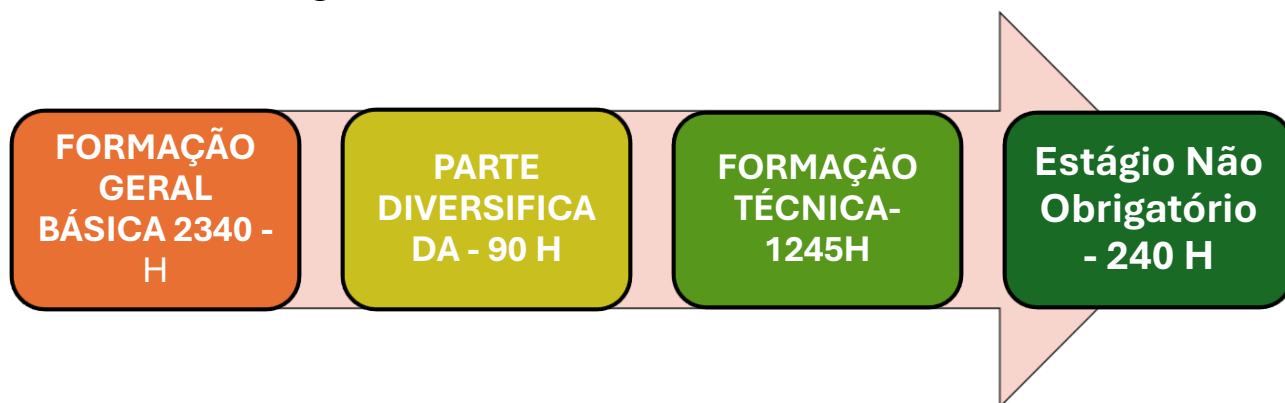 FORMAÇÃO
GERAL
BÁSICA 2340 -
H
PARTE
DIVERSIFICA
DA - 90 H
FORMAÇÃO
TÉCNICA-
1245H
Estágio Não
Obrigatório
- 240 H